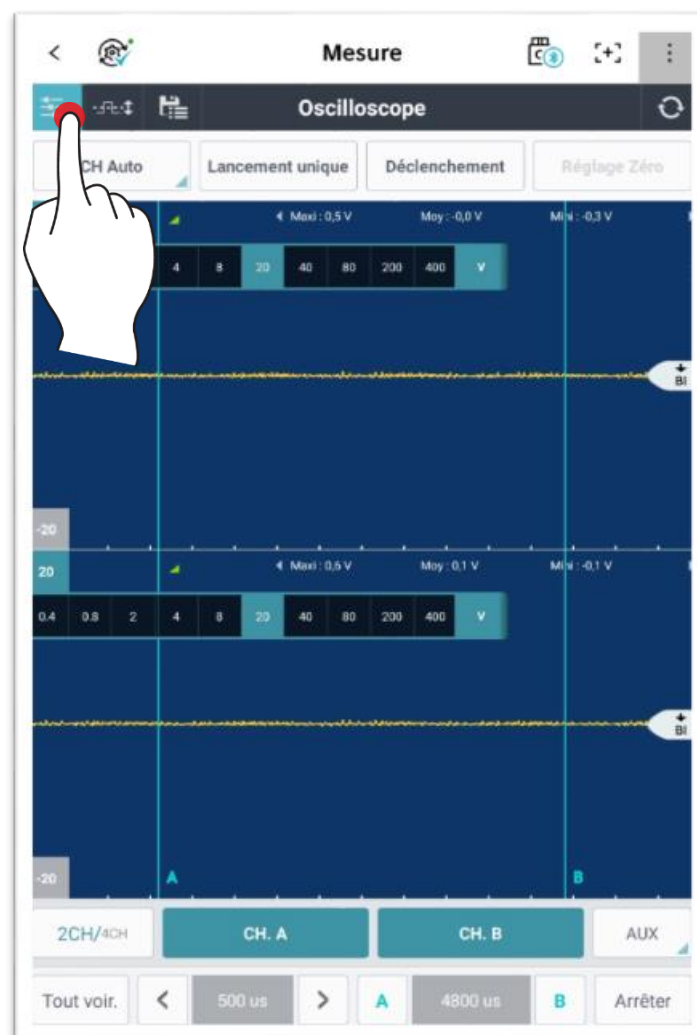 Mesure
Oscilloscope
CH Auto Lancement unique Déclenchement Réglage Zéro
Maxi : 0,5 V Moy : -0,0 V Mini : -0,3 V
4 8 20 40 80 200 400 V
BI
-20
20 Maxi : 0,6 V Moy : 0,1 V Mini : -0,1 V
0.4 0.8 2 4 8 20 40 80 200 400 V
BI
-20 A B
2CH/4CH CH. A CH. B AUX
Tout voir. < 500 us > A 4800 us B Arrêter